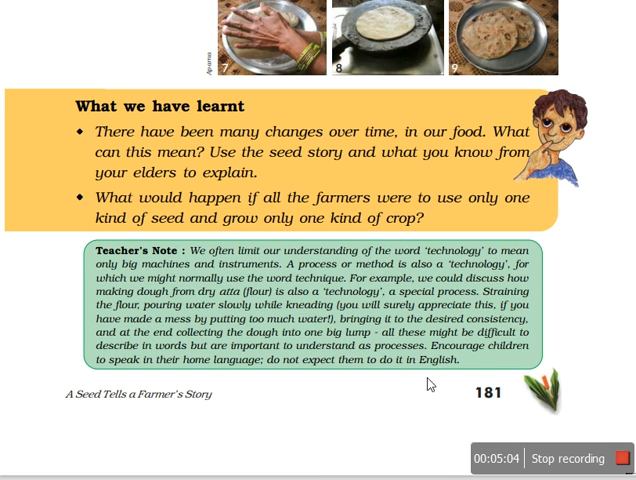 7
8
9
Aparna
What we have learnt
◆ There have been many changes over time, in our food. What
can this mean? Use the seed story and what you know from
your elders to explain.
◆ What would happen if all the farmers were to use only one
kind of seed and grow only one kind of crop?
Teacher's Note : We often limit our understanding of the word 'technology' to mean
only big machines and instruments. A process or method is also a 'technology', for
which we might normally use the word technique. For example, we could discuss how
making dough from dry atta (flour) is also a 'technology', a special process. Straining
the flour, pouring water slowly while kneading (you will surely appreciate this, if you
have made a mess by putting too much water!), bringing it to the desired consistency,
and at the end collecting the dough into one big lump - all these might be difficult to
describe in words but are important to understand as processes. Encourage children
to speak in their home language; do not expect them to do it in English.
A Seed Tells a Farmer's Story
181
00:05:04 Stop recording